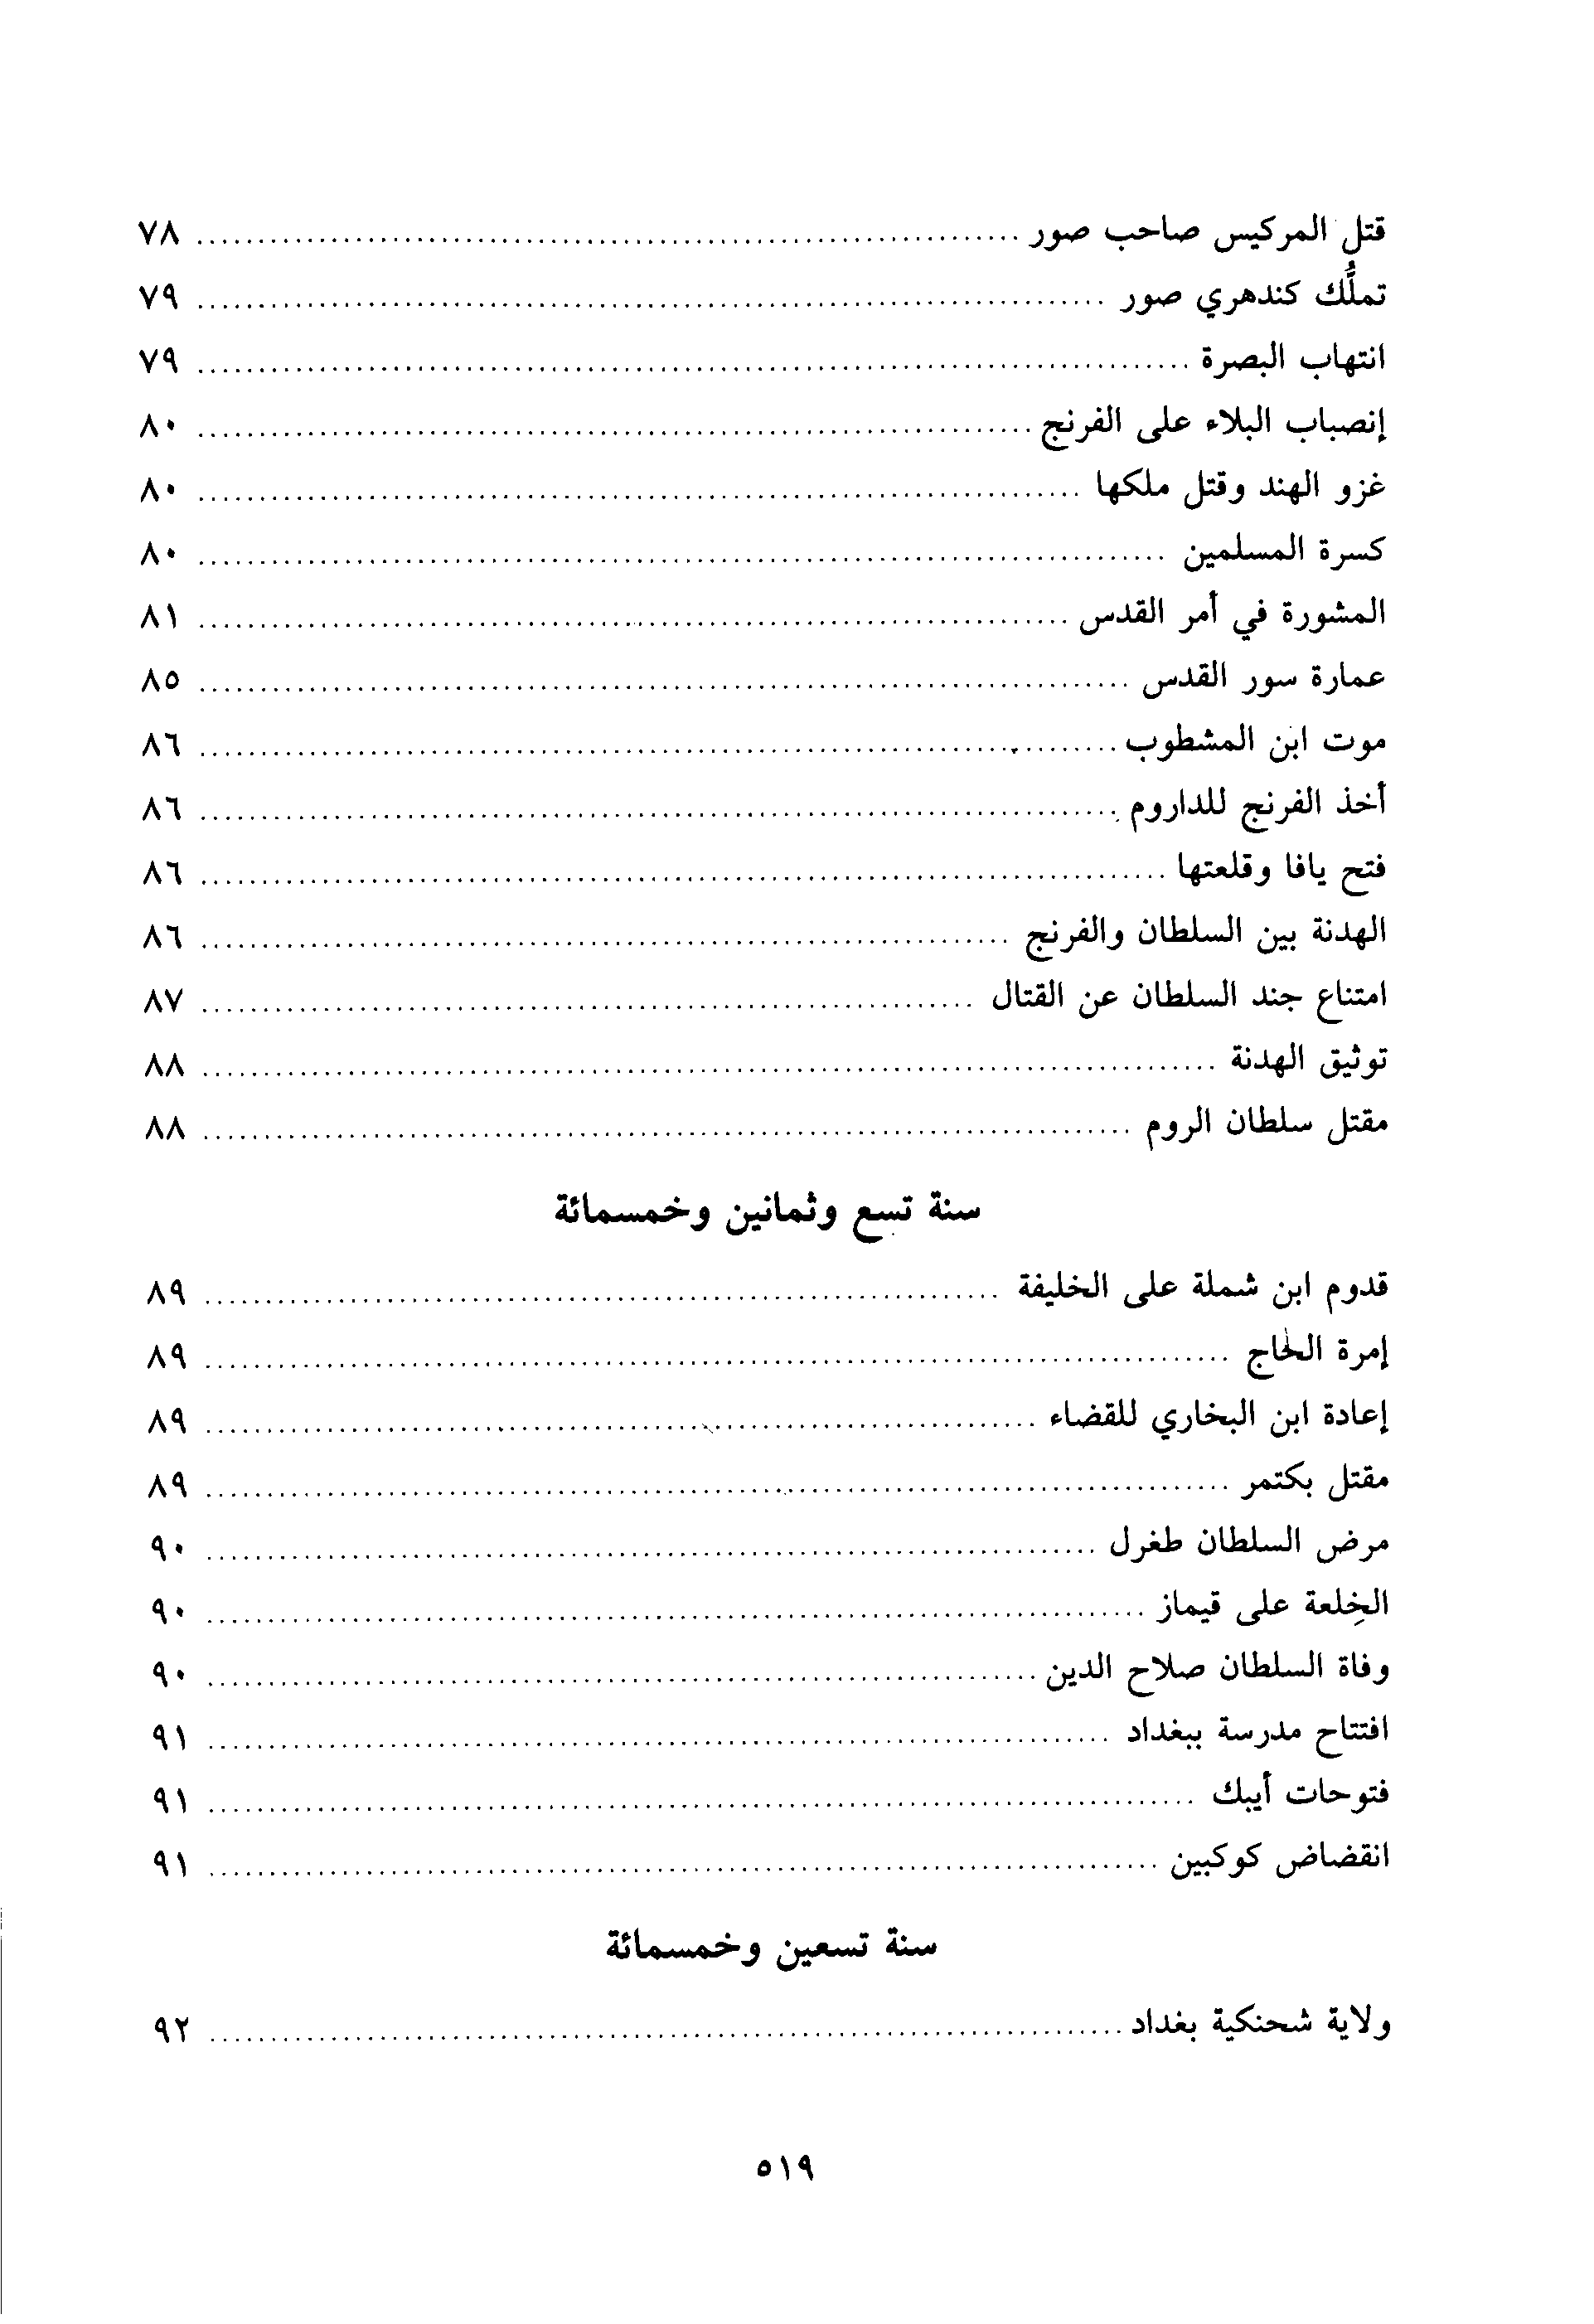 قتل المركيس صاحب صور ........ ٧٨
تملُّك كندهري صور ........ ٧٩
انتهاب البصرة ........ ٧٩
إنصباب البلاء على الفرنج ........ ٨٠
غزو الهند وقتل ملكها ........ ٨٠
كسرة المسلمين ........ ٨٠
المشورة في أمر القدس ........ ٨١
عمارة سور القدس ........ ٨٥
موت ابن المشطوب ........ ٨٦
أخذ الفرنج للداروم ........ ٨٦
فتح يافا وقلعتها ........ ٨٦
الهدنة بين السلطان والفرنج ........ ٨٦
امتناع جند السلطان عن القتال ........ ٨٧
توثيق الهدنة ........ ٨٨
مقتل سلطان الروم ........ ٨٨
سنة تسع وثمانين وخمسمائة
قدوم ابن شملة على الخليفة ........ ٨٩
إمرة الحاج ........ ٨٩
إعادة ابن البخاري للقضاء ........ ٨٩
مقتل بكتمر ........ ٨٩
مرض السلطان طغرل ........ ٩٠
الخِلعة على قيماز ........ ٩٠
وفاة السلطان صلاح الدين ........ ٩٠
افتتاح مدرسة ببغداد ........ ٩١
فتوحات أيبك ........ ٩١
انقضاض كوكبين ........ ٩١
سنة تسعين وخمسمائة
ولاية شحنكية بغداد ........ ٩٢
٥١٩